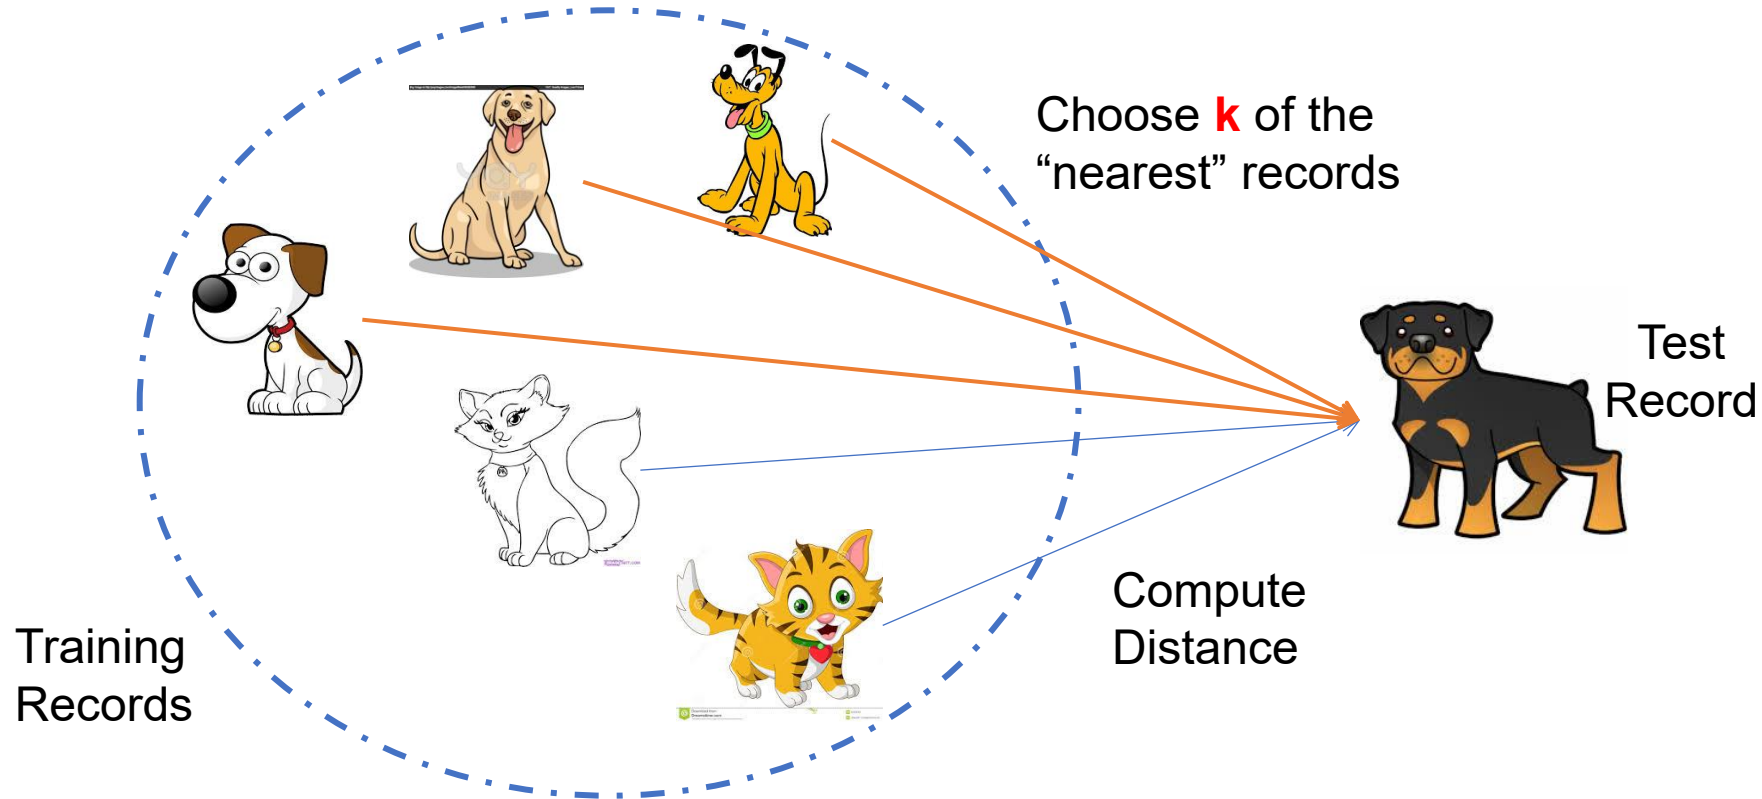 Choose k of the
“nearest” records
Test
Record
Compute
Distance
Training
Records